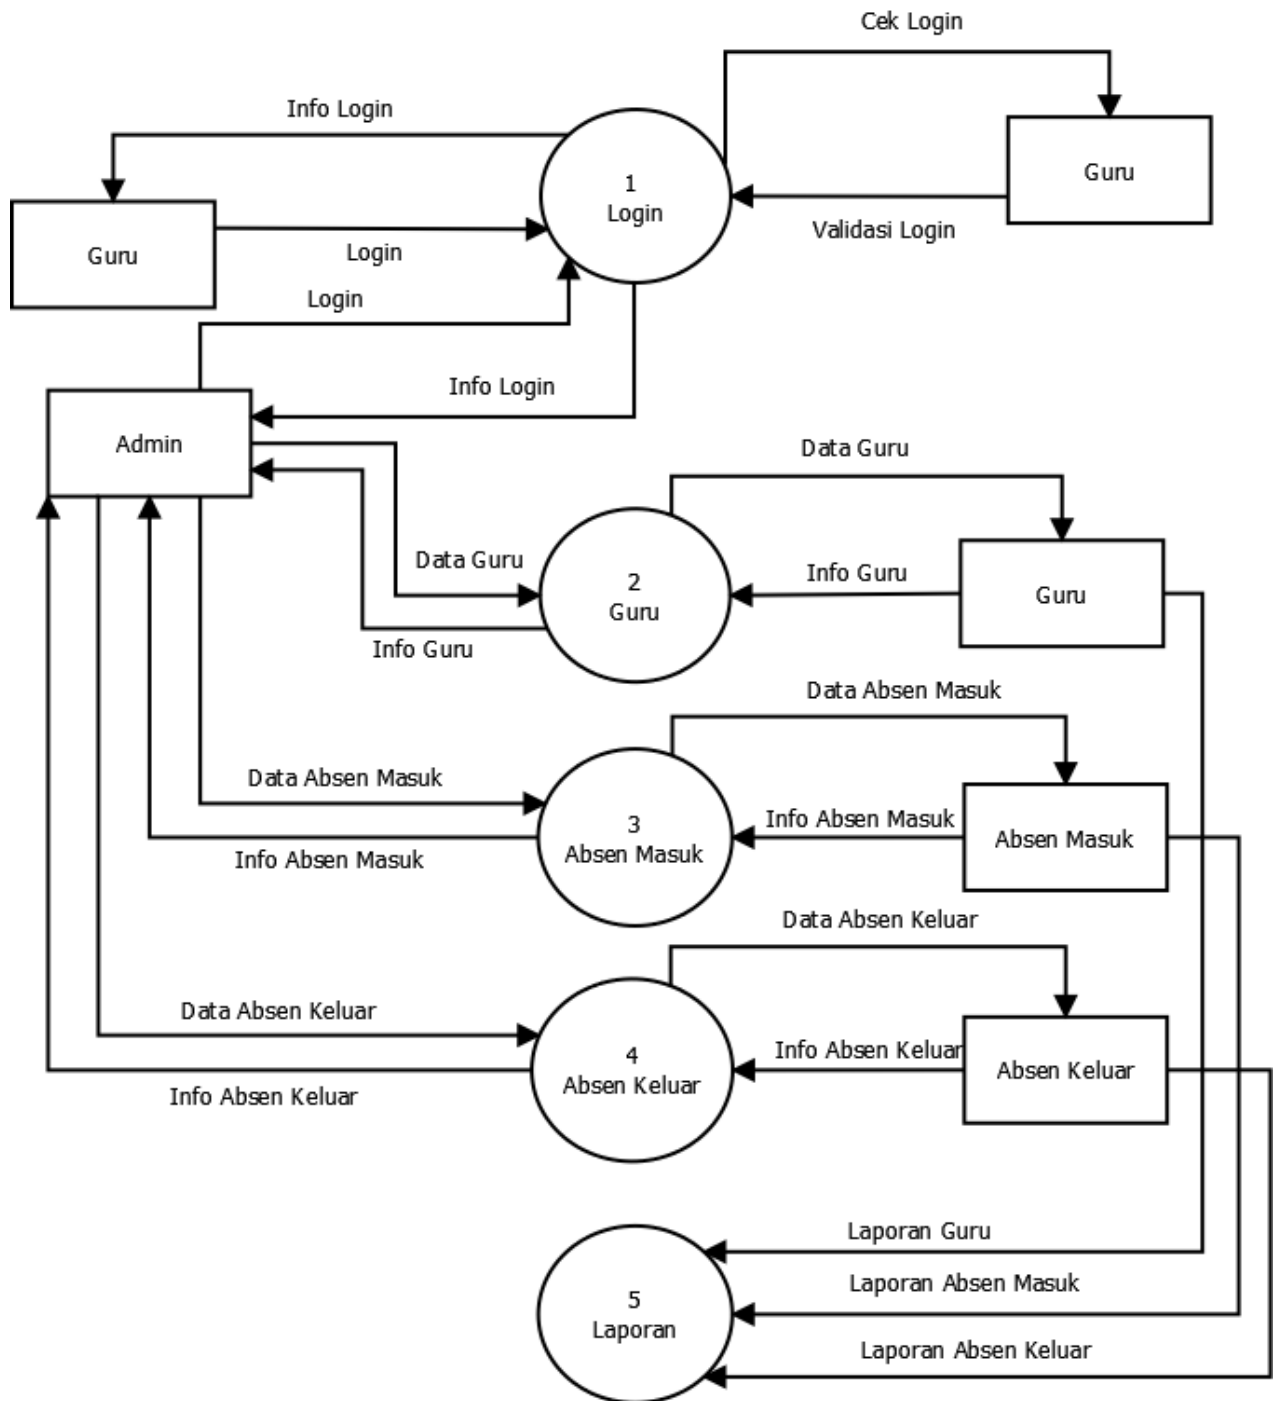 Cek Login
Info Login
1
Login
Guru
Validasi Login
Guru
Login
Login
Info Login
Admin
Data Guru
Data Guru
Info Guru
2
Guru
Guru
Info Guru
Data Absen Masuk
Data Absen Masuk
Info Absen Masuk
3
Absen Masuk
Absen Masuk
Info Absen Masuk
Data Absen Keluar
Data Absen Keluar
Info Absen Keluar
4
Absen Keluar
Absen Keluar
Info Absen Keluar
Laporan Guru
Laporan Absen Masuk
5
Laporan
Laporan Absen Keluar